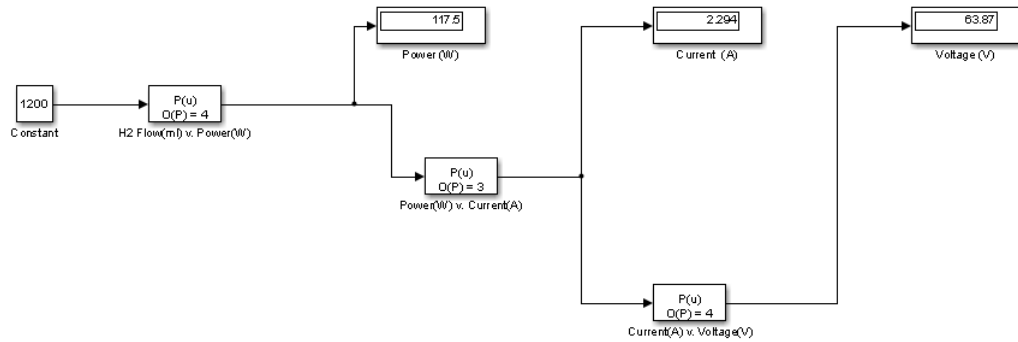 117.5
Power (W)
2.294
Current (A)
63.87
Voltage (V)
1200
Constant
P(u)
O(P) = 4
H2 Flow(ml) v. Power(W)
P(u)
O(P) = 3
Power(W) v. Current(A)
P(u)
O(P) = 4
Current(A) v. Voltage(V)